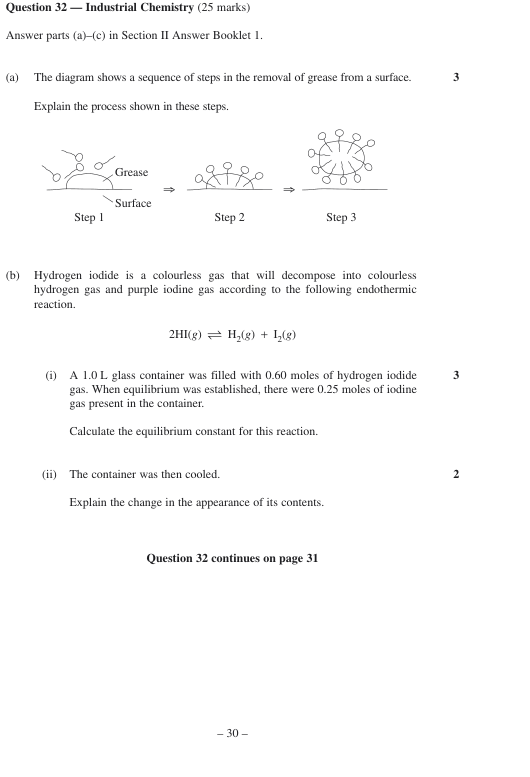 Question 32 — Industrial Chemistry (25 marks)
Answer parts (a)–(c) in Section II Answer Booklet 1.
(a) The diagram shows a sequence of steps in the removal of grease from a surface. 3
Explain the process shown in these steps.
Grease
Surface
⇒ ⇒
Step 1 Step 2 Step 3
(b) Hydrogen iodide is a colourless gas that will decompose into colourless
hydrogen gas and purple iodine gas according to the following endothermic
reaction.
2HI(g) ⇌ H₂(g) + I₂(g)
(i) A 1.0 L glass container was filled with 0.60 moles of hydrogen iodide 3
gas. When equilibrium was established, there were 0.25 moles of iodine
gas present in the container.
Calculate the equilibrium constant for this reaction.
(ii) The container was then cooled. 2
Explain the change in the appearance of its contents.
Question 32 continues on page 31
– 30 –